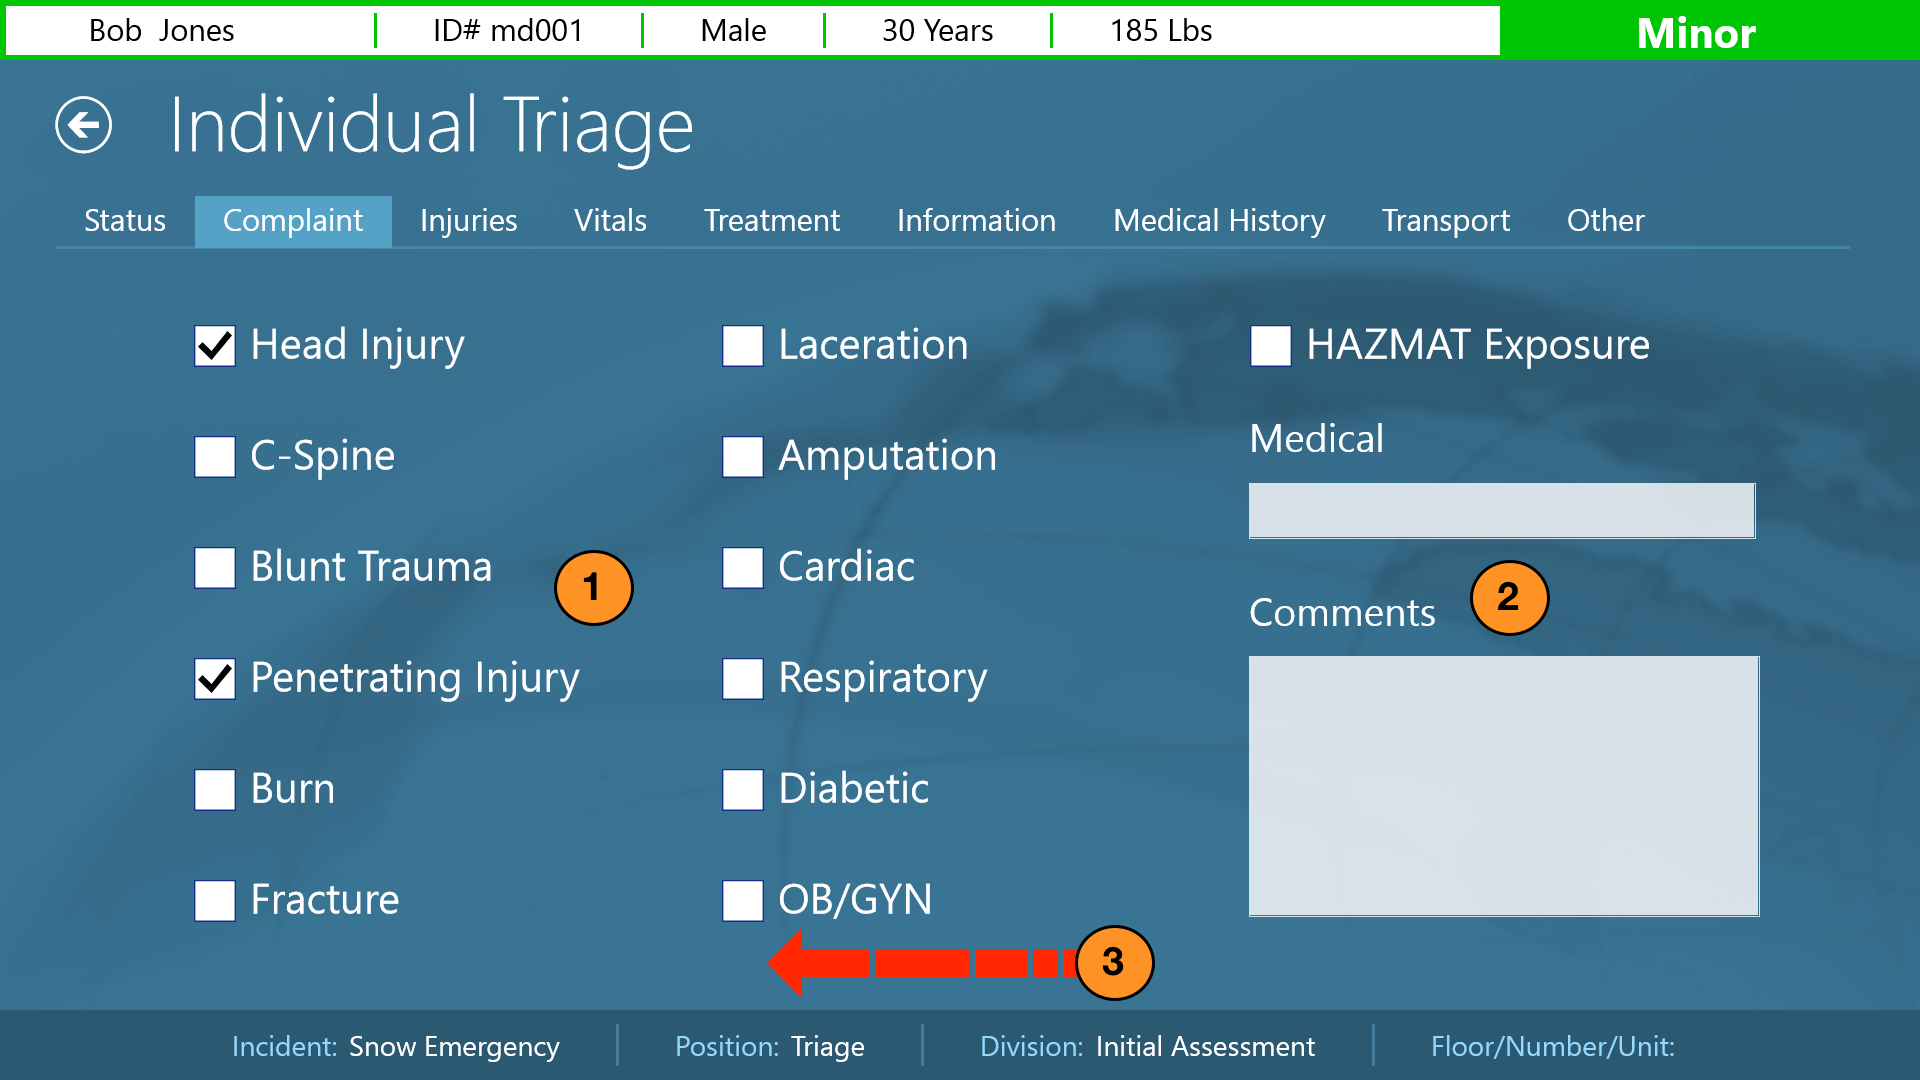 Bob Jones ID# md001 Male 30 Years 185 Lbs Minor
Individual Triage
Status Complaint Injuries Vitals Treatment Information Medical History Transport Other
Head Injury Laceration HAZMAT Exposure
Medical
C-Spine Amputation
Blunt Trauma 1 Cardiac
2
Comments
Penetrating Injury Respiratory
Burn Diabetic
Fracture OB/GYN
3
Incident: Snow Emergency Position: Triage Division: Initial Assessment Floor/Number/Unit: